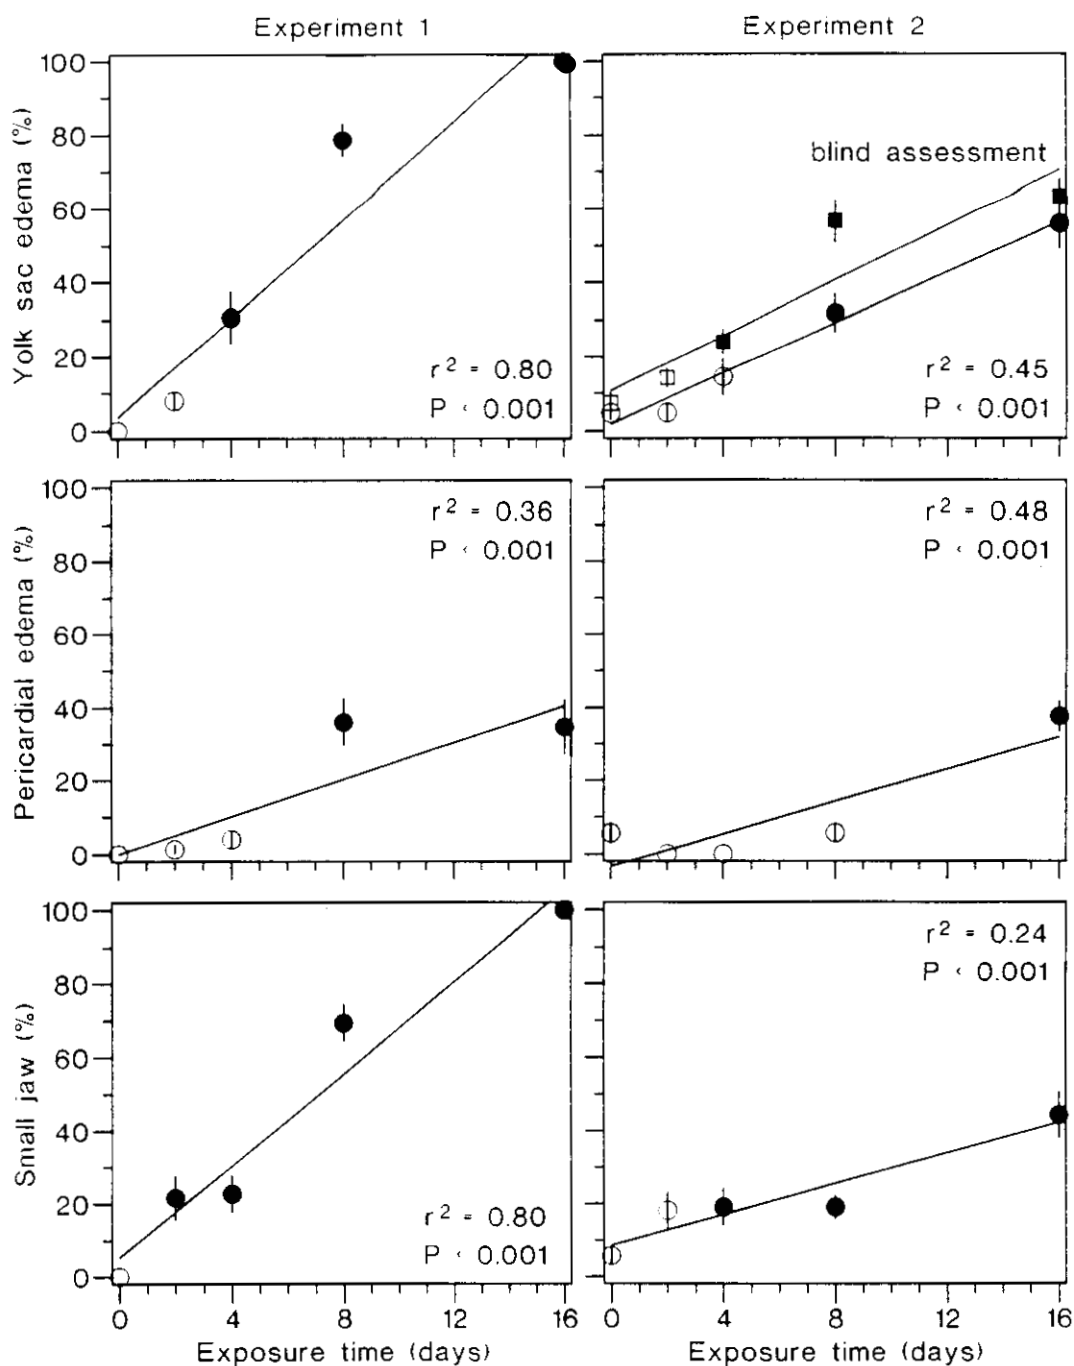 Experiment 1
Experiment 2
Yolk sac edema (%)
100
80
60
40
20
0
r² = 0.80
P < 0.001
blind assessment
r² = 0.45
P < 0.001
Pericardial edema (%)
100
80
60
40
20
0
r² = 0.36
P < 0.001
r² = 0.48
P < 0.001
Small jaw (%)
100
80
60
40
20
0
r² = 0.80
P < 0.001
r² = 0.24
P < 0.001
0 4 8 12 16
0 4 8 12 16
Exposure time (days)
Exposure time (days)